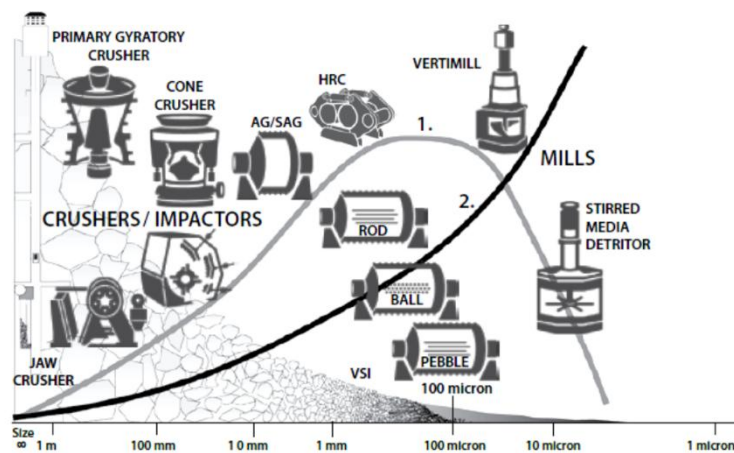 PRIMARY GYRATORY
CRUSHER
CONE
CRUSHER
AG/SAG
HRC
VERTIMILL
1.
MILLS
2.
CRUSHERS / IMPACTORS
ROD
STIRRED
MEDIA
DETRITOR
BALL
JAW
CRUSHER
VSI
PEBBLE
100 micron
Size
∞ 1 m 100 mm 10 mm 1 mm 100 micron 10 micron 1 micron